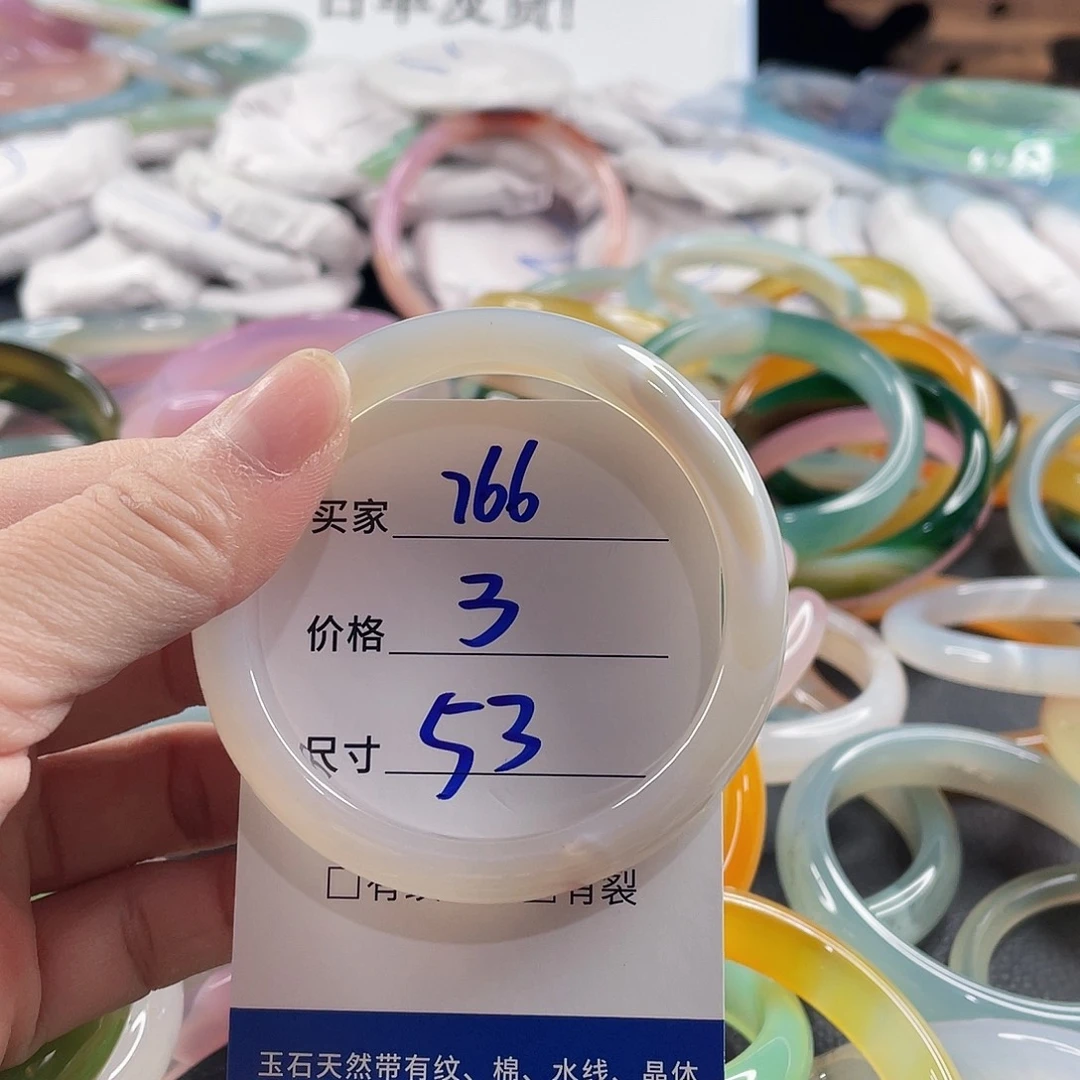 买家 766
价格 3
尺寸 53
□有 □有裂
玉石天然带有纹、棉、水线、晶体